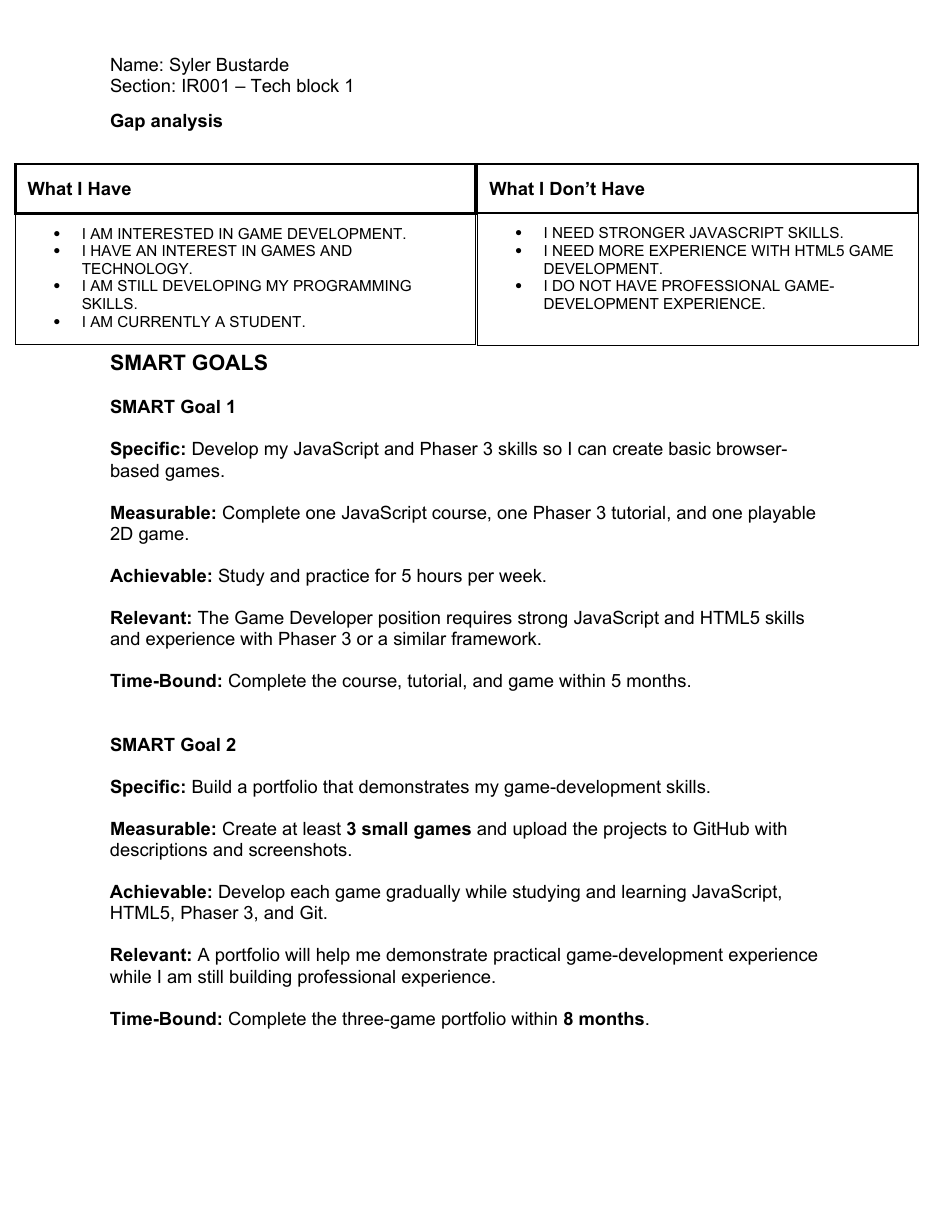 Name: Syler Bustarde
Section: IR001 – Tech block 1
Gap analysis
What I Have
What I Don’t Have
• I AM INTERESTED IN GAME DEVELOPMENT.
• I HAVE AN INTEREST IN GAMES AND
TECHNOLOGY.
• I AM STILL DEVELOPING MY PROGRAMMING
SKILLS.
• I AM CURRENTLY A STUDENT.
• I NEED STRONGER JAVASCRIPT SKILLS.
• I NEED MORE EXPERIENCE WITH HTML5 GAME
DEVELOPMENT.
• I DO NOT HAVE PROFESSIONAL GAME-
DEVELOPMENT EXPERIENCE.
SMART GOALS
SMART Goal 1
Specific: Develop my JavaScript and Phaser 3 skills so I can create basic browser-
based games.
Measurable: Complete one JavaScript course, one Phaser 3 tutorial, and one playable
2D game.
Achievable: Study and practice for 5 hours per week.
Relevant: The Game Developer position requires strong JavaScript and HTML5 skills
and experience with Phaser 3 or a similar framework.
Time-Bound: Complete the course, tutorial, and game within 5 months.
SMART Goal 2
Specific: Build a portfolio that demonstrates my game-development skills.
Measurable: Create at least 3 small games and upload the projects to GitHub with
descriptions and screenshots.
Achievable: Develop each game gradually while studying and learning JavaScript,
HTML5, Phaser 3, and Git.
Relevant: A portfolio will help me demonstrate practical game-development experience
while I am still building professional experience.
Time-Bound: Complete the three-game portfolio within 8 months.